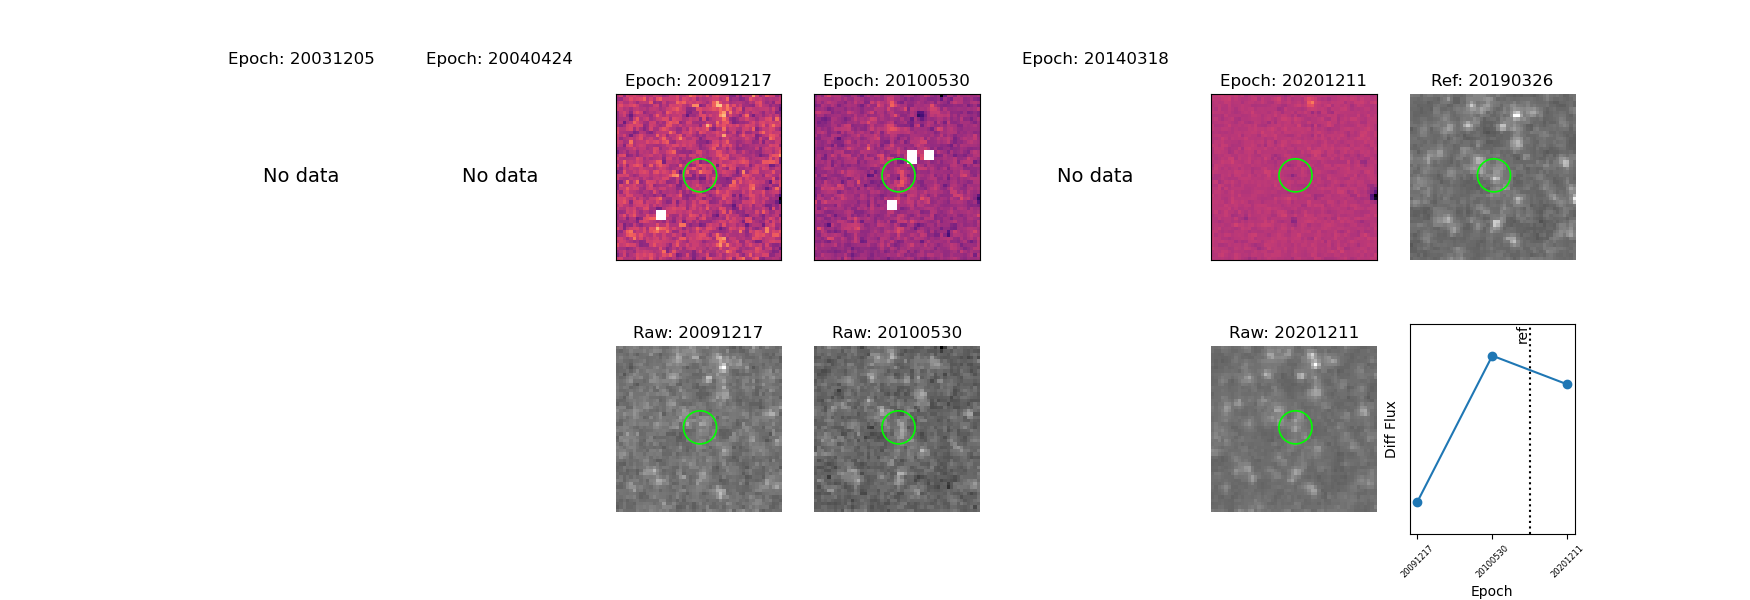 Epoch: 20031205
Epoch: 20040424
Epoch: 20091217
Epoch: 20100530
Epoch: 20140318
Epoch: 20201211
Ref: 20190326
No data
No data
No data
Raw: 20091217
Raw: 20100530
Raw: 20201211
ref
Diff Flux
20091217
20100530
20201211
Epoch